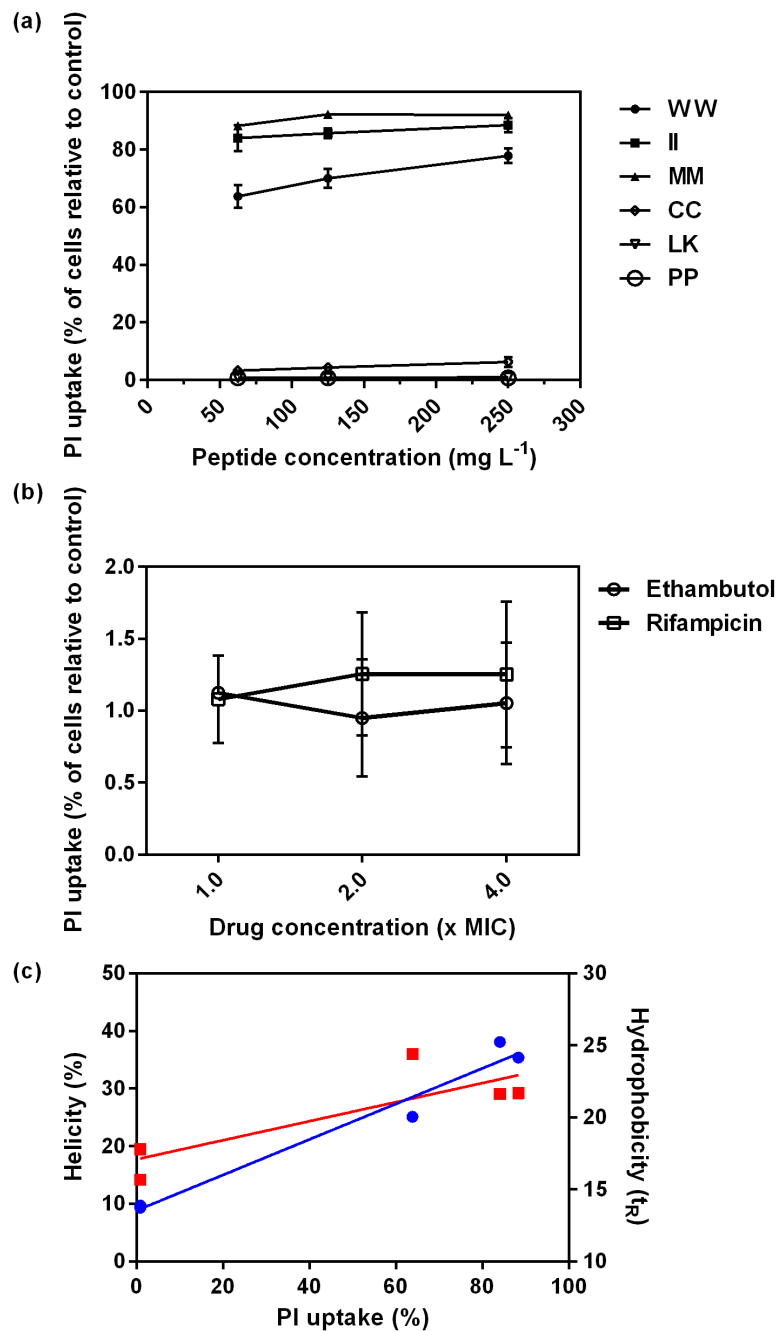 (a)
PI uptake (% of cells relative to control)
100
80
60
40
20
0
0
50
100
150
200
250
300
Peptide concentration (mg L⁻¹)
WW
II
MM
CC
LK
PP
(b)
PI uptake (% of cells relative to control)
2.0
1.5
1.0
0.5
0.0
1.0
2.0
4.0
Drug concentration (x MIC)
Ethambutol
Rifampicin
(c)
Helicity (%)
50
40
30
20
10
0
0
20
40
60
80
100
PI uptake (%)
30
25
20
15
10
Hydrophobicity (tR)